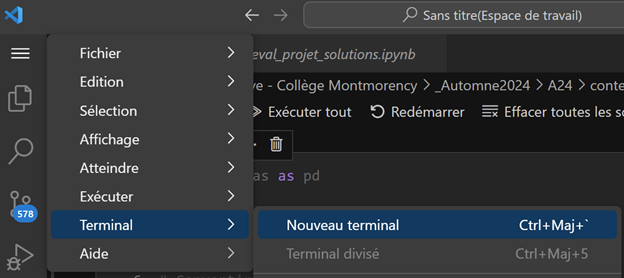 Sans titre(Espace de travail)
Fichier
Edition
Sélection
Affichage
Atteindre
Exécuter
Terminal
Aide
eval_projet_solutions.ipynb
ve - Collège Montmorency > _Automne2024 > A24 > conte
Exécuter tout Redémarrer Effacer toutes les so
as as pd
Nouveau terminal Ctrl+Maj+`
Terminal divisé Ctrl+Maj+5
578